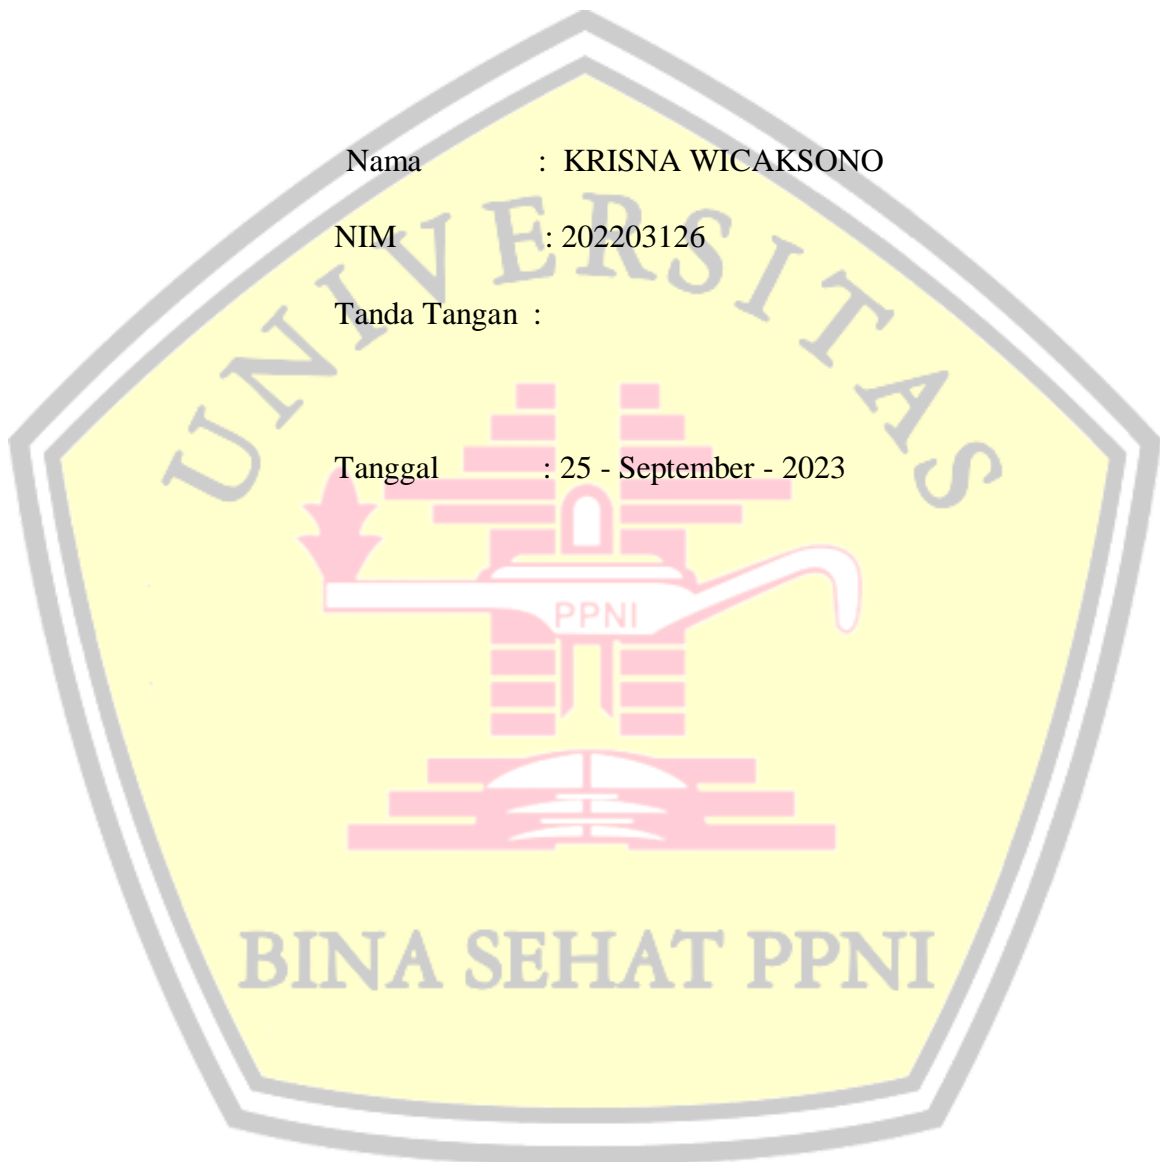 Nama : KRISNA WICAKSONO
NIM : 202203126
Tanda Tangan :
Tanggal : 25 - September - 2023
UNIVERSITAS
PPNI
BINA SEHAT PPNI